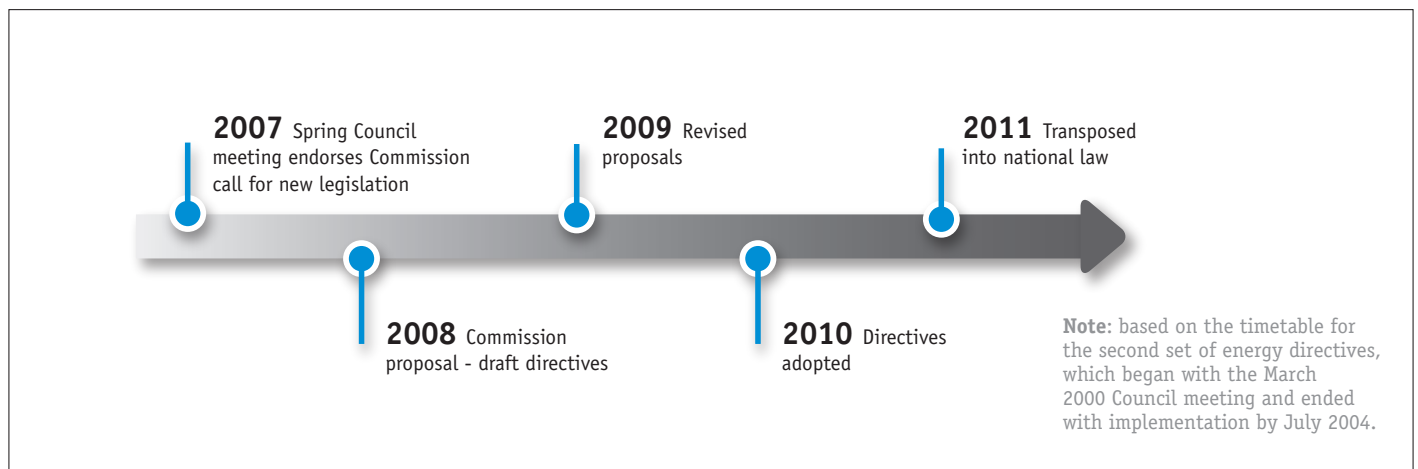 2007 Spring Council
meeting endorses Commission
call for new legislation
2009 Revised
proposals
2011 Transposed
into national law
2008 Commission
proposal - draft directives
2010 Directives
adopted
Note: based on the timetable for
the second set of energy directives,
which began with the March
2000 Council meeting and ended
with implementation by July 2004.